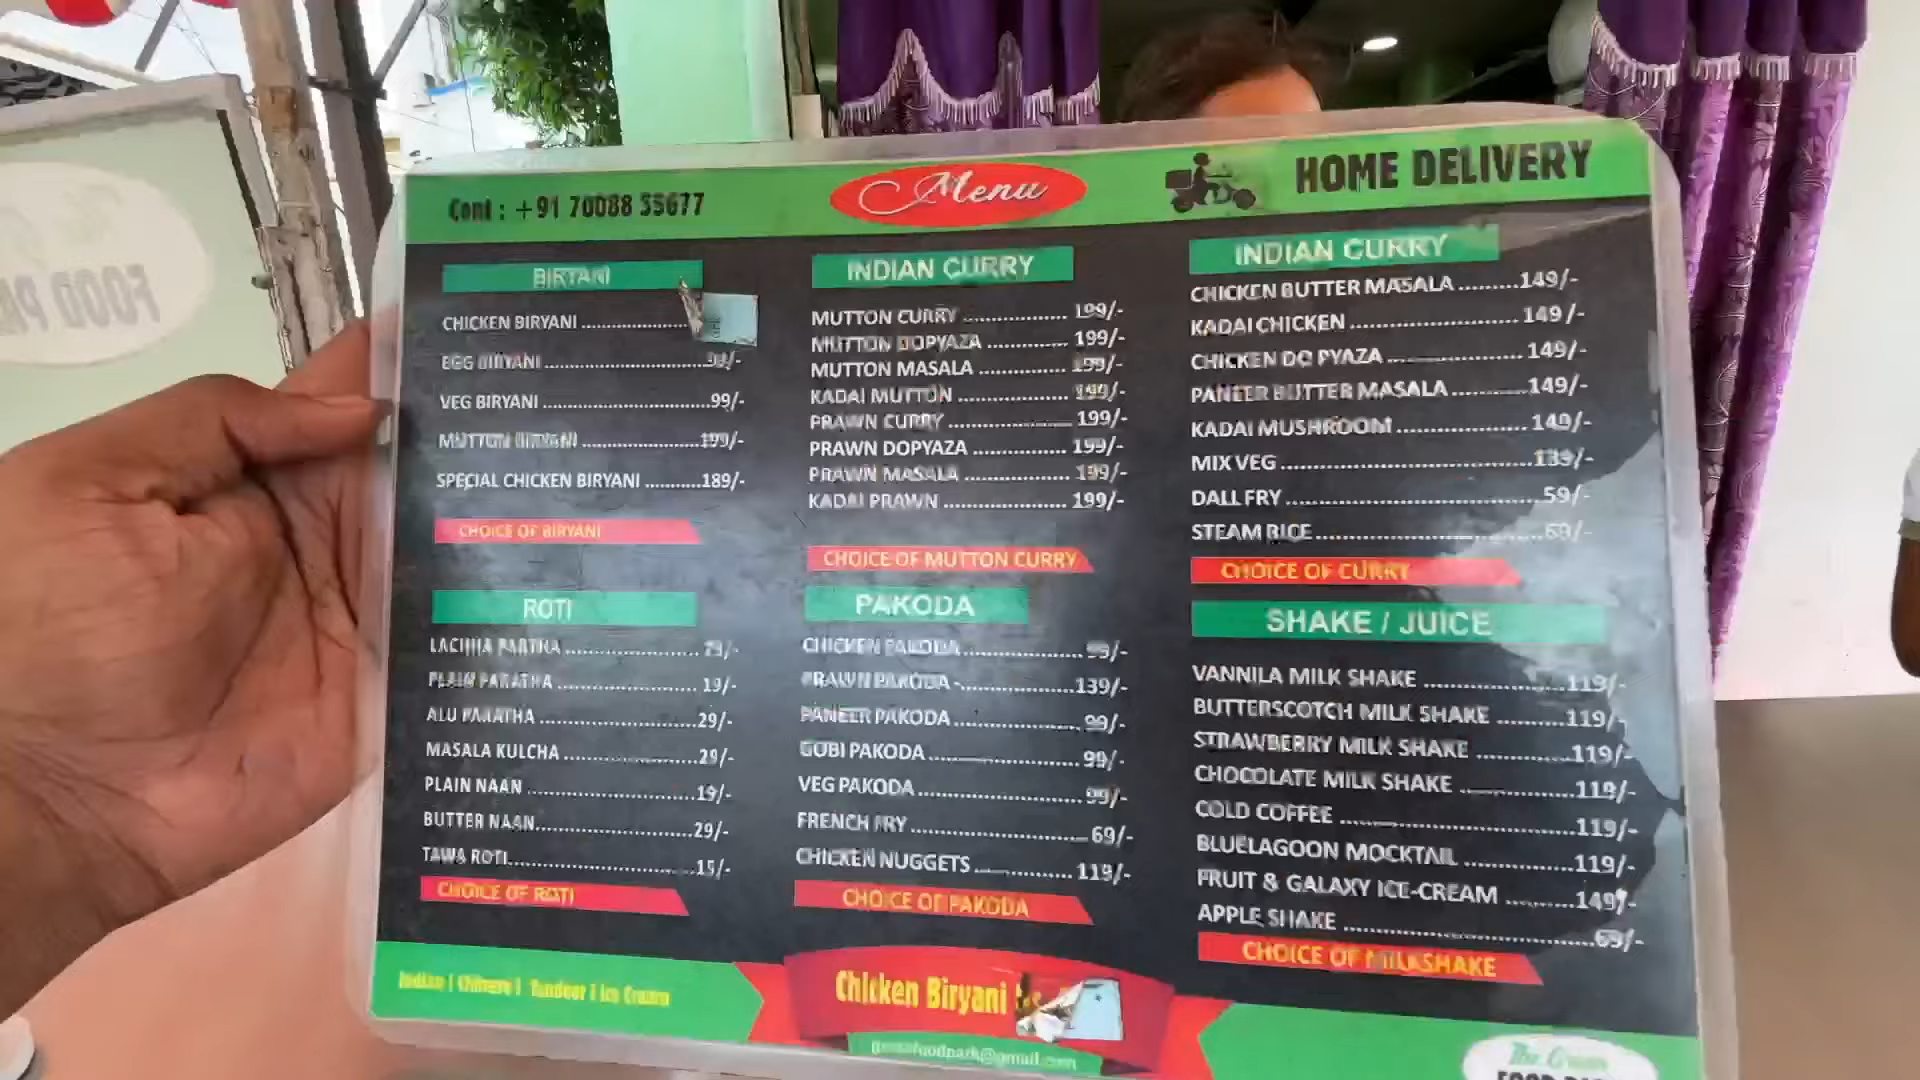 Cont : +91 70088 55677
Menu
HOME DELIVERY
BIRYANI
CHICKEN BIRYANI
EGG BIRYANI
VEG BIRYANI 99/-
MUTTON BIRYANI 199/-
SPECIAL CHICKEN BIRYANI 189/-
CHOICE OF BIRYANI
ROTI
LACHHA PARTHA
PLAIN PARATHA 19/-
ALU PARATHA 29/-
MASALA KULCHA 29/-
PLAIN NAAN 19/-
BUTTER NAAN 29/-
TAWA ROTI 15/-
CHOICE OF ROTI
INDIAN CURRY
MUTTON CURRY 199/-
MUTTON DOPYAZA 199/-
MUTTON MASALA 199/-
KADAI MUTTON 199/-
PRAWN CURRY 199/-
PRAWN DOPYAZA 199/-
PRAWN MASALA 199/-
KADAI PRAWN 199/-
CHOICE OF MUTTON CURRY
PAKODA
CHICKEN PAKODA
PRAWN PAKODA 139/-
PANEER PAKODA 99/-
GOBI PAKODA 99/-
VEG PAKODA 99/-
FRENCH FRY 69/-
CHICKEN NUGGETS 119/-
CHOICE OF PAKODA
INDIAN CURRY
CHICKEN BUTTER MASALA 149/-
KADAI CHICKEN 149/-
CHICKEN DO PYAZA 149/-
PANEER BUTTER MASALA 149/-
KADAI MUSHROOM 149/-
MIX VEG 139/-
DALL FRY 59/-
STEAM RICE 69/-
CHOICE OF CURRY
SHAKE / JUICE
VANNILA MILK SHAKE 119/-
BUTTERSCOTCH MILK SHAKE 119/-
STRAWBERRY MILK SHAKE 119/-
CHOCOLATE MILK SHAKE 119/-
COLD COFFEE 119/-
BLUELAGOON MOCKTAIL 119/-
FRUIT & GALAXY ICE-CREAM 149/-
APPLE SHAKE 69/-
CHOICE OF MILKSHAKE
Indian | Chinese | Tandoor | Ice Cream
Chicken Biryani
The Green
FOOD